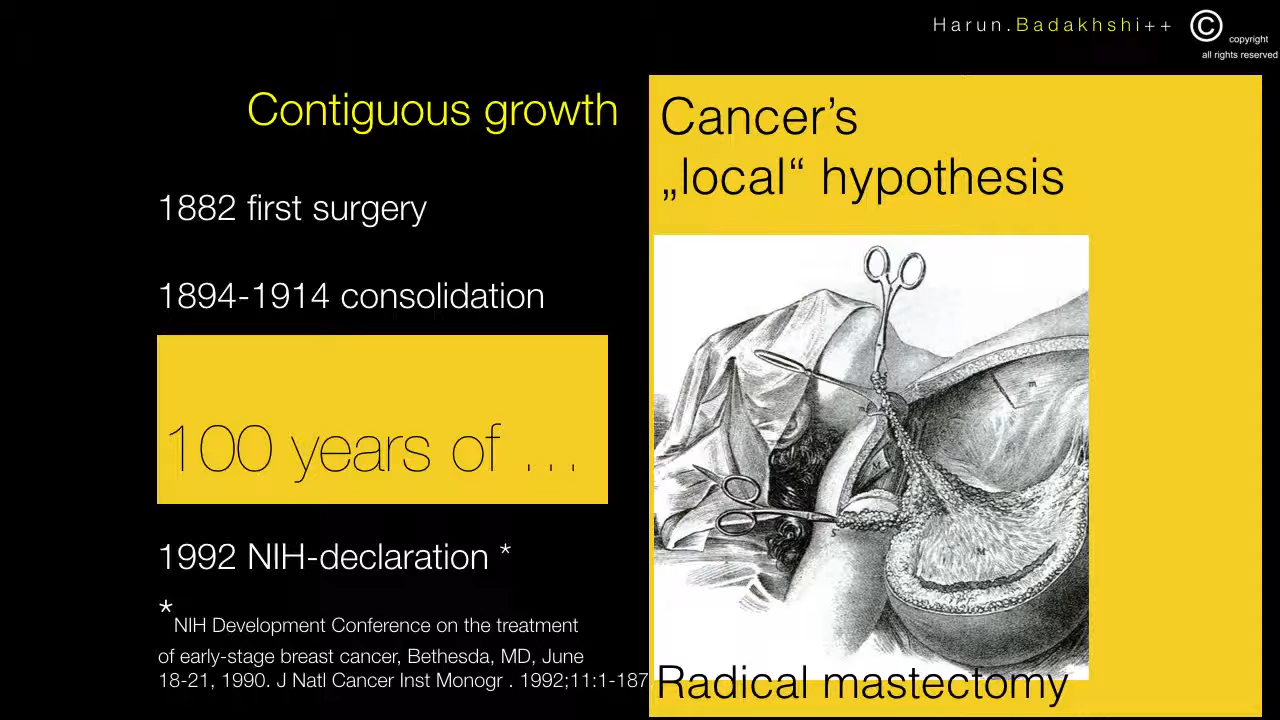 Harun.Badakhshi++
©
copyright
all rights reserved
Contiguous growth
1882 first surgery
1894-1914 consolidation
100 years of ...
1992 NIH-declaration *
*NIH Development Conference on the treatment
of early-stage breast cancer, Bethesda, MD, June
18-21, 1990. J Natl Cancer Inst Monogr . 1992;11:1-187.
Cancer’s
„local“ hypothesis
Radical mastectomy